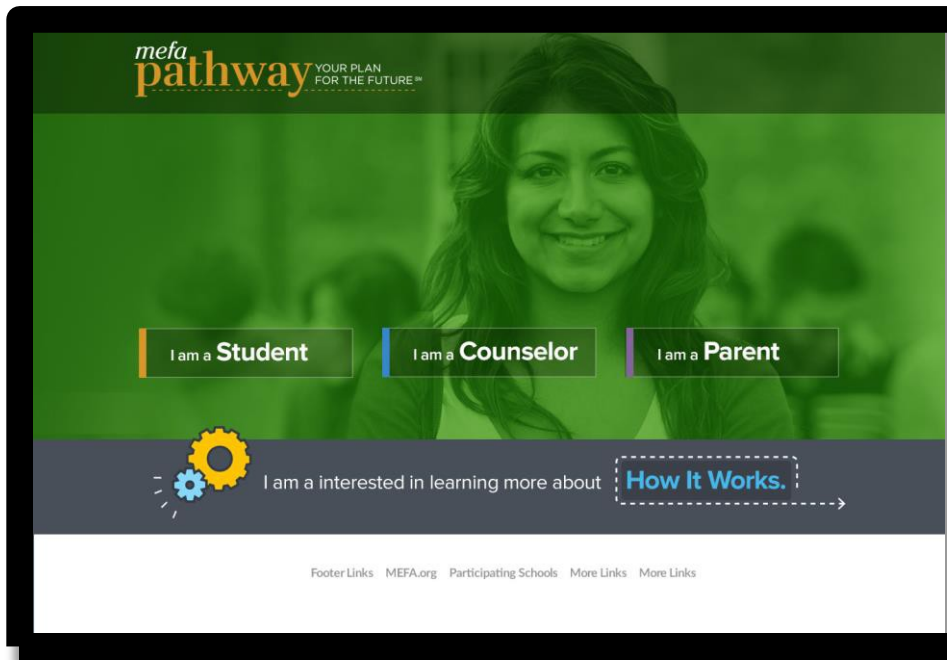 mefa
pathway
YOUR PLAN
FOR THE FUTURE℠
I am a Student
I am a Counselor
I am a Parent
I am a interested in learning more about How It Works.
Footer Links MEFA.org Participating Schools More Links More Links